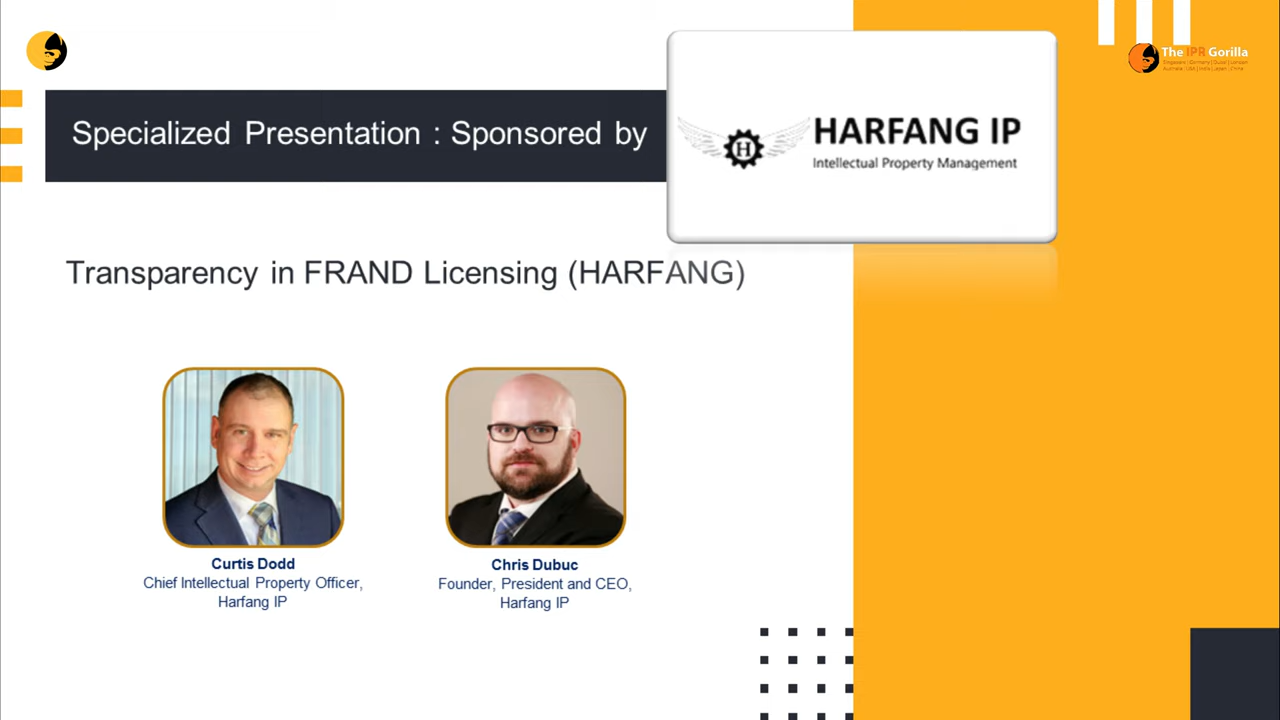 The IPR Gorilla
Specialized Presentation : Sponsored by
H
HARFANG IP
Intellectual Property Management
Transparency in FRAND Licensing (HARFANG)
Curtis Dodd
Chief Intellectual Property Officer,
Harfang IP
Chris Dubuc
Founder, President and CEO,
Harfang IP